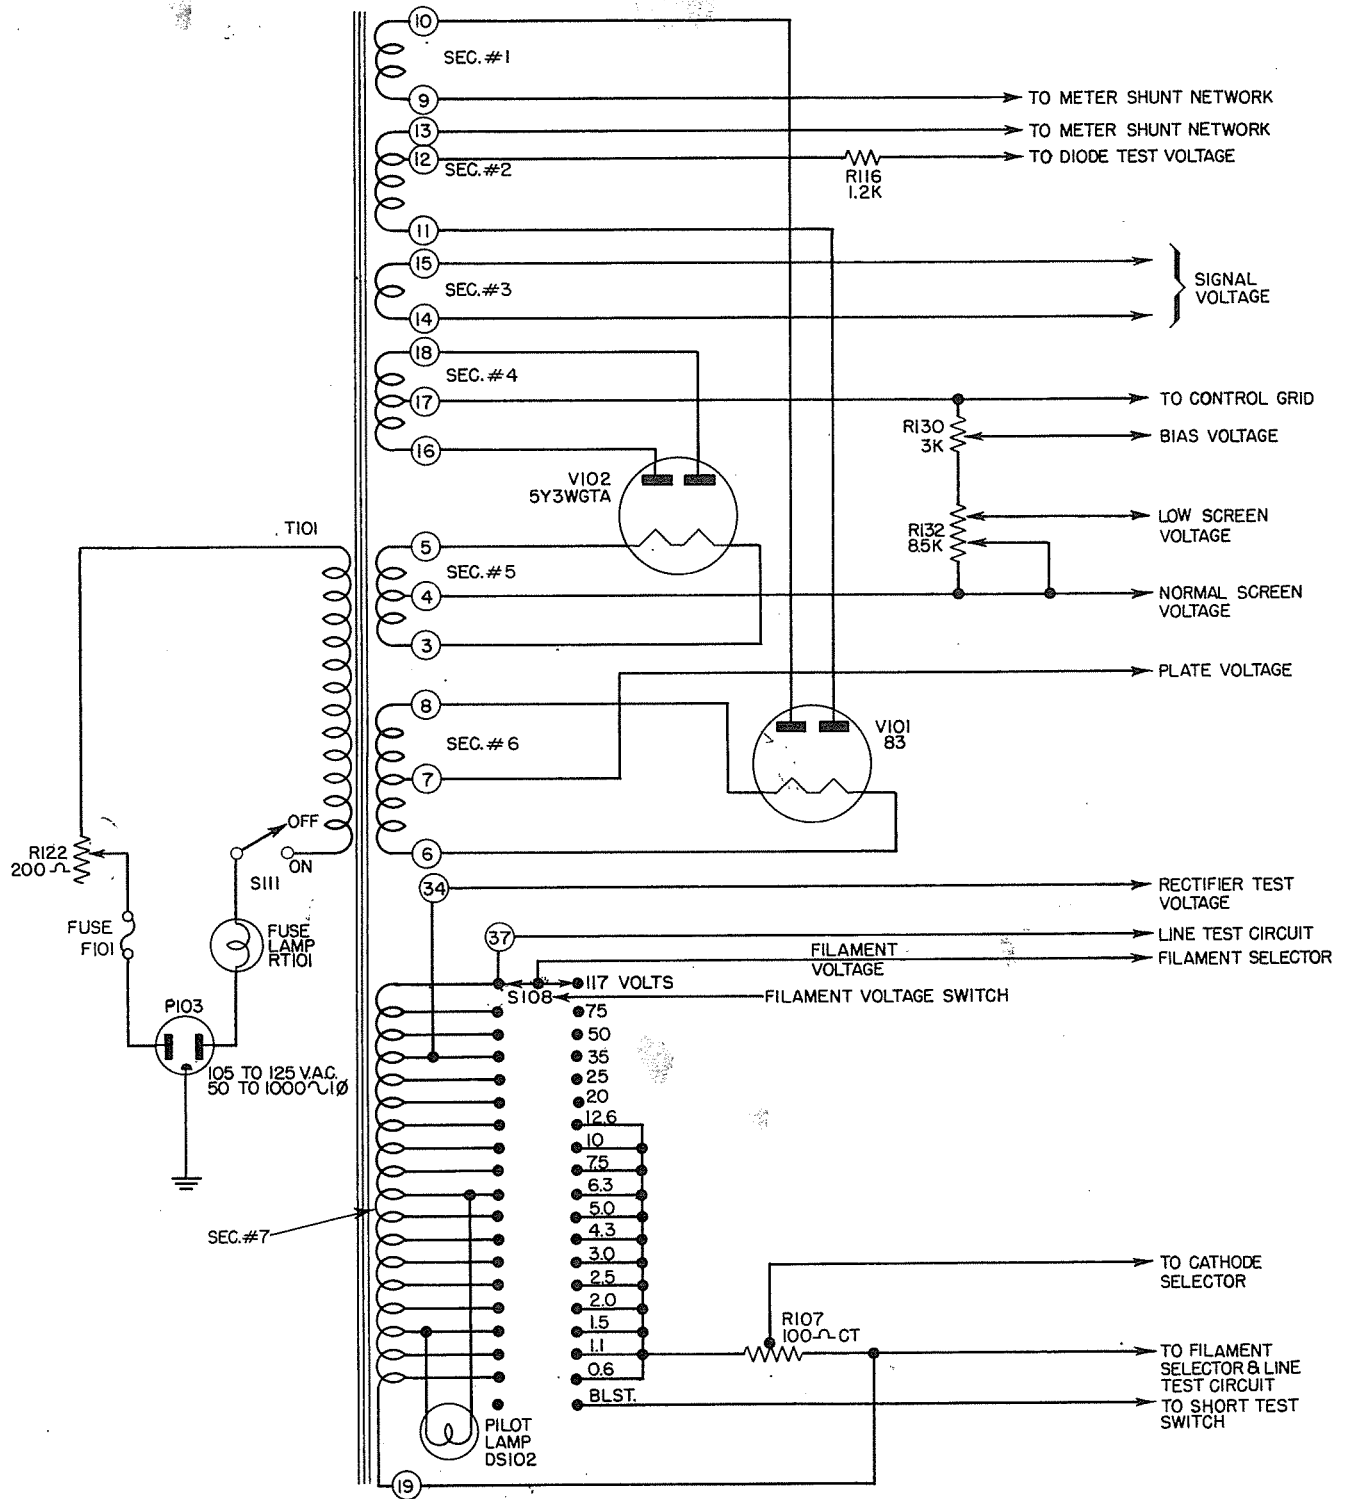 10
SEC.#1
9
TO METER SHUNT NETWORK
13
TO METER SHUNT NETWORK
12
SEC.#2
TO DIODE TEST VOLTAGE
R116
1.2K
11
15
SEC.#3
14
SIGNAL
VOLTAGE
18
SEC.#4
17
TO CONTROL GRID
R130
3K
BIAS VOLTAGE
16
V102
5Y3WGTA
LOW SCREEN
VOLTAGE
R132
8.5K
T101
5
SEC.#5
4
NORMAL SCREEN
VOLTAGE
3
PLATE VOLTAGE
8
SEC.#6
V101
83
7
OFF
ON
S111
R122
200Ω
6
34
RECTIFIER TEST
VOLTAGE
FUSE
F101
FUSE
LAMP
RT101
37
LINE TEST CIRCUIT
FILAMENT
VOLTAGE
FILAMENT SELECTOR
117 VOLTS
S108
FILAMENT VOLTAGE SWITCH
P103
105 TO 125 V.A.C.
50 TO 1000~1Ø
75
50
35
25
20
12.6
10
7.5
6.3
5.0
4.3
3.0
2.5
2.0
1.5
1.1
0.6
BLST.
SEC.#7
TO CATHODE
SELECTOR
R107
100Ω CT
TO FILAMENT
SELECTOR & LINE
TEST CIRCUIT
TO SHORT TEST
SWITCH
PILOT
LAMP
DS102
19